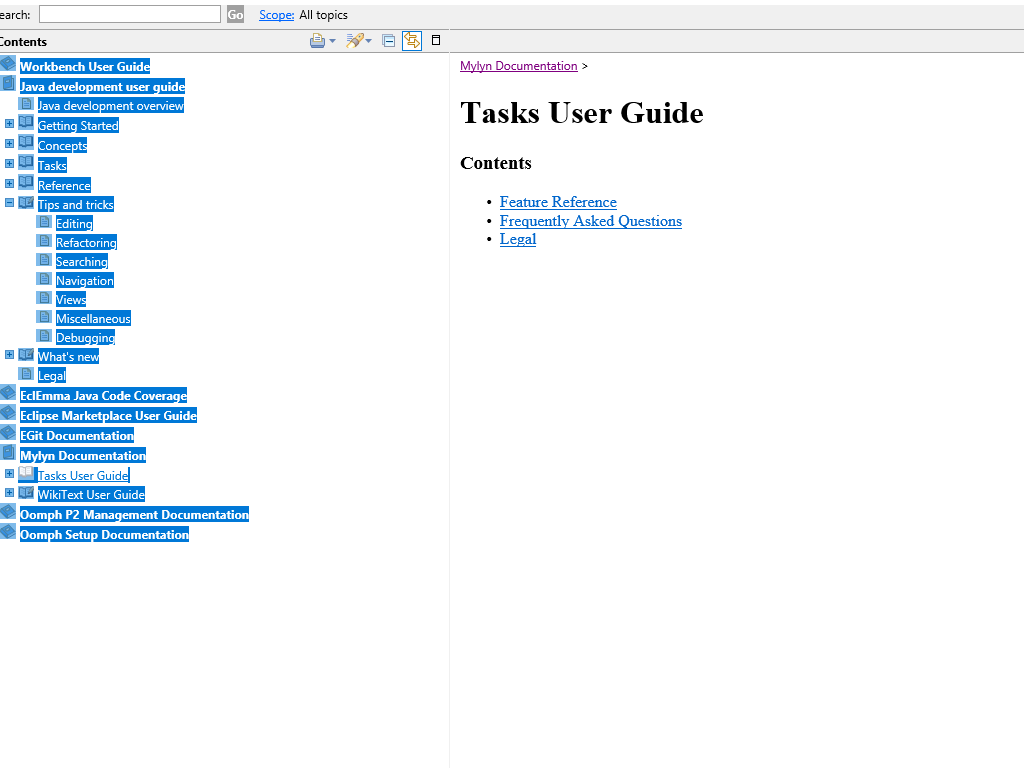 earch:
Go
Scope: All topics
Contents
Workbench User Guide
Java development user guide
Java development overview
Getting Started
Concepts
Tasks
Reference
Tips and tricks
Editing
Refactoring
Searching
Navigation
Views
Miscellaneous
Debugging
What's new
Legal
EclEmma Java Code Coverage
Eclipse Marketplace User Guide
EGit Documentation
Mylyn Documentation
Tasks User Guide
WikiText User Guide
Oomph P2 Management Documentation
Oomph Setup Documentation
Mylyn Documentation >
Tasks User Guide
Contents
• Feature Reference
• Frequently Asked Questions
• Legal